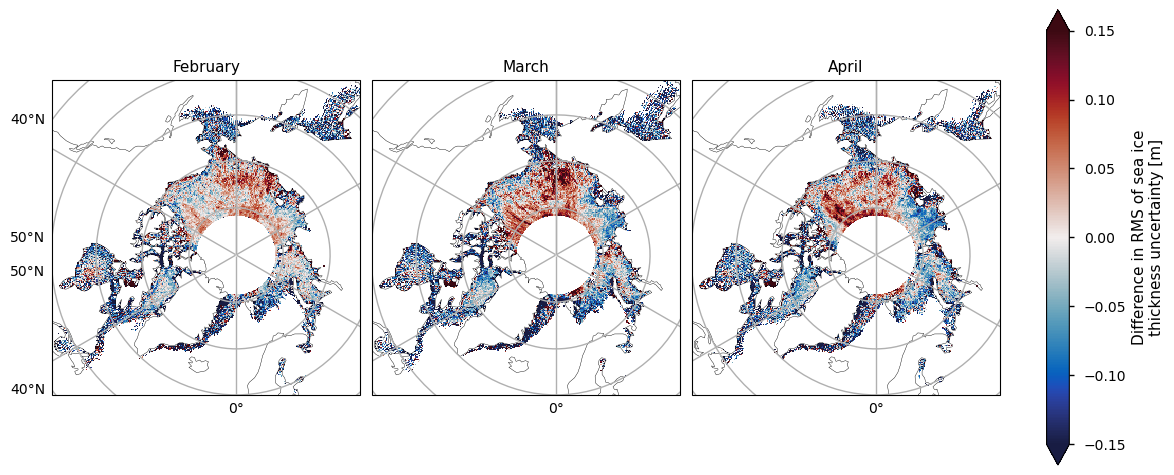 February
March
April
40°N
50°N
50°N
40°N
0°
0°
0°
0.15
0.10
0.05
0.00
−0.05
−0.10
−0.15
Difference in RMS of sea ice
thickness uncertainty [m]